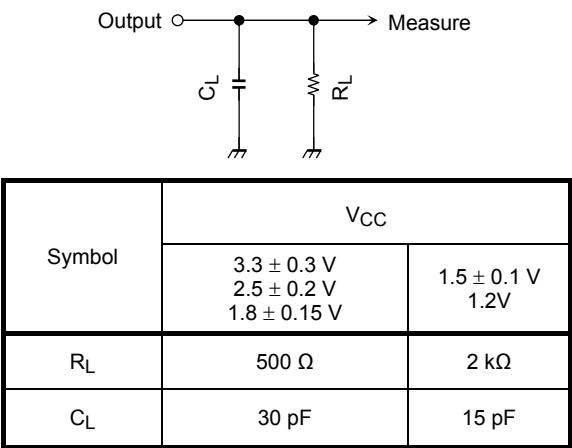 Output Measure
CL RL
VCC
Symbol
3.3 ± 0.3 V
2.5 ± 0.2 V
1.8 ± 0.15 V
1.5 ± 0.1 V
1.2V
RL 500 Ω 2 kΩ
CL 30 pF 15 pF